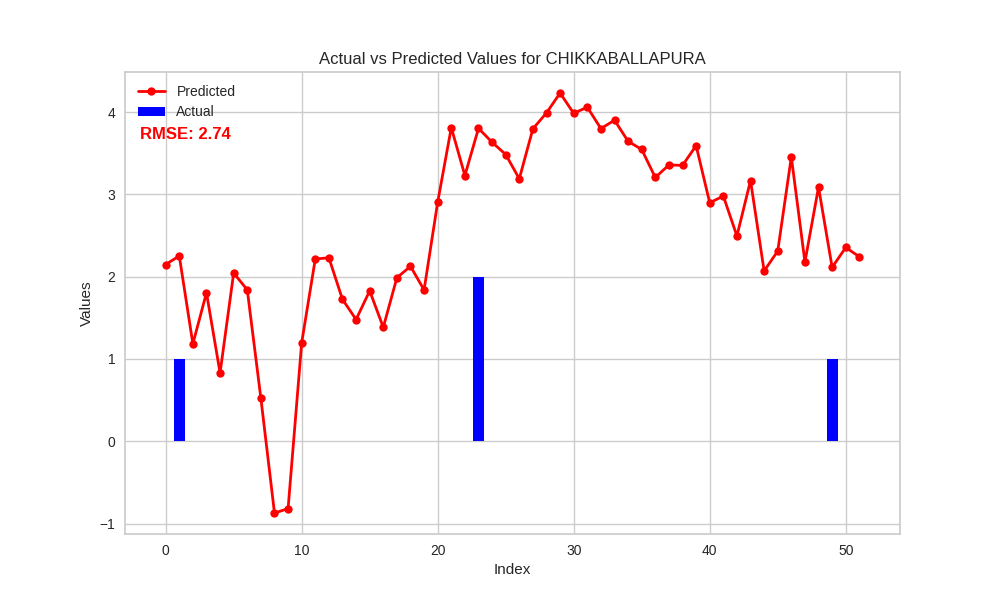 Actual vs Predicted Values for CHIKKABALLAPURA
Predicted
Actual
RMSE: 2.74
4
3
2
1
0
−1
Values
0 10 20 30 40 50
Index